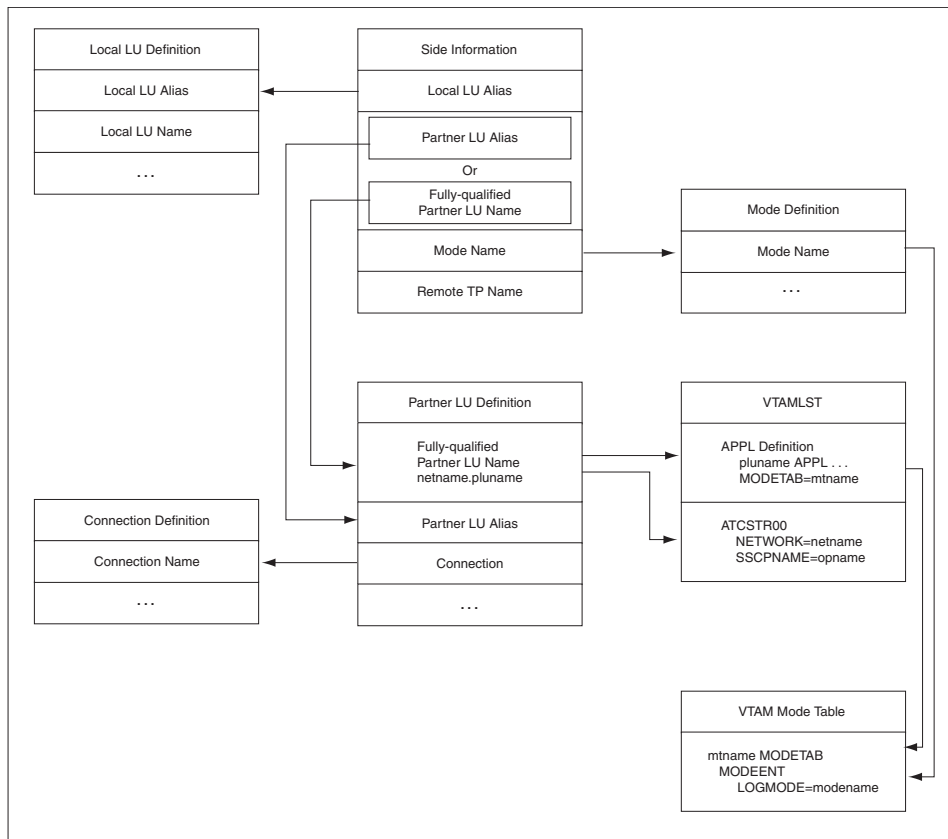 Local LU Definition
Local LU Alias
Local LU Name
...
Side Information
Local LU Alias
Partner LU Alias
Or
Fully-qualified
Partner LU Name
Mode Name
Remote TP Name
Mode Definition
Mode Name
...
Partner LU Definition
Fully-qualified
Partner LU Name
netname.pluname
Partner LU Alias
Connection
...
VTAMLST
APPL Definition
pluname APPL . . .
MODETAB=mtname
ATCSTR00
NETWORK=netname
SSCPNAME=opname
Connection Definition
Connection Name
...
VTAM Mode Table
mtname MODETAB
MODEENT
LOGMODE=modename